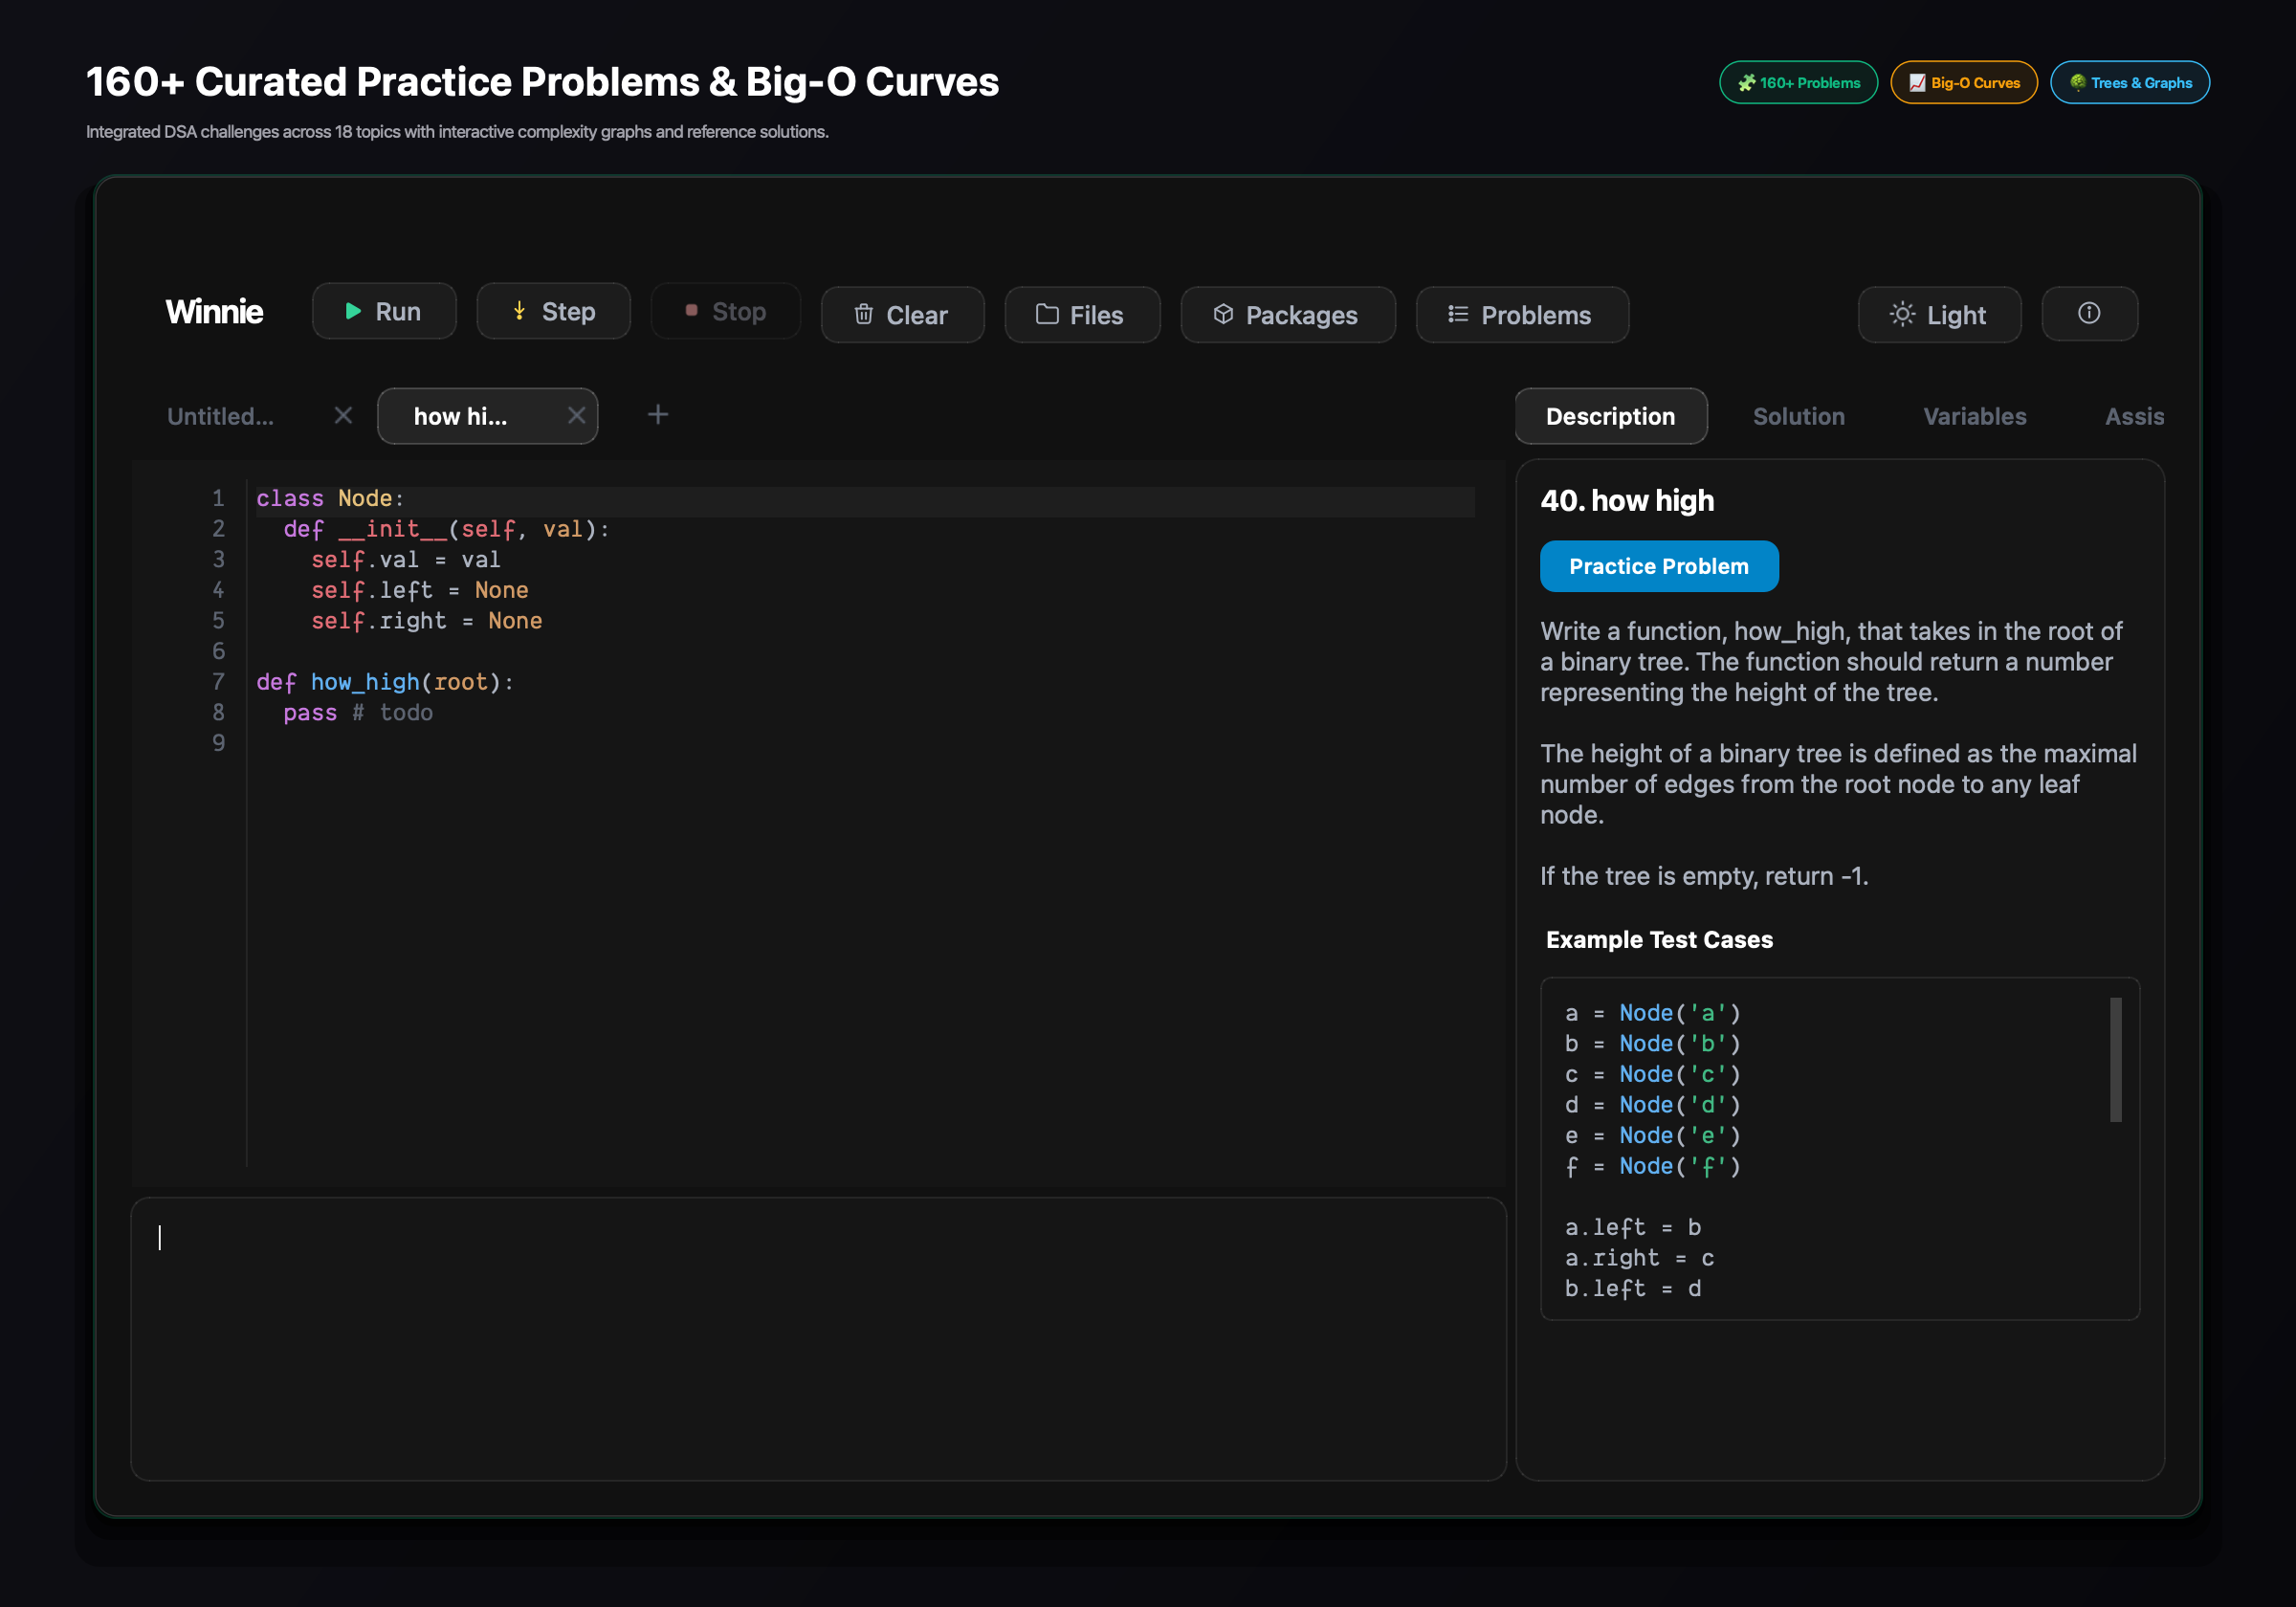 160+ Curated Practice Problems & Big-O Curves
Integrated DSA challenges across 18 topics with interactive complexity graphs and reference solutions.
160+ Problems
Big-O Curves
Trees & Graphs
Winnie
Run
Step
Stop
Clear
Files
Packages
Problems
Light
Untitled...
how hi...
Description
Solution
Variables
Assis
1 class Node:
2   def __init__(self, val):
3     self.val = val
4     self.left = None
5     self.right = None
6
7 def how_high(root):
8   pass # todo
9
40. how high
Practice Problem
Write a function, how_high, that takes in the root of
a binary tree. The function should return a number
representing the height of the tree.
The height of a binary tree is defined as the maximal
number of edges from the root node to any leaf
node.
If the tree is empty, return -1.
Example Test Cases
a = Node('a')
b = Node('b')
c = Node('c')
d = Node('d')
e = Node('e')
f = Node('f')
a.left = b
a.right = c
b.left = d